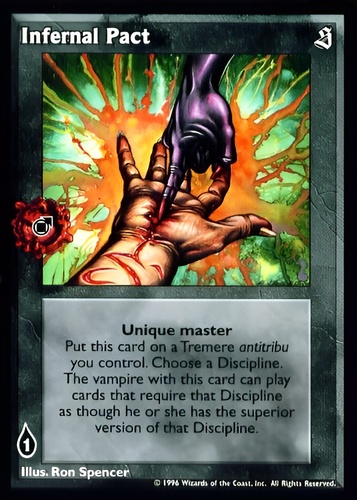 Infernal Pact
Unique master
Put this card on a Tremere antitribu
you control. Choose a Discipline.
The vampire with this card can play
cards that require that Discipline
as though he or she has the superior
version of that Discipline.
1
Illus. Ron Spencer
© 1996 Wizards of the Coast, Inc. All Rights Reserved.